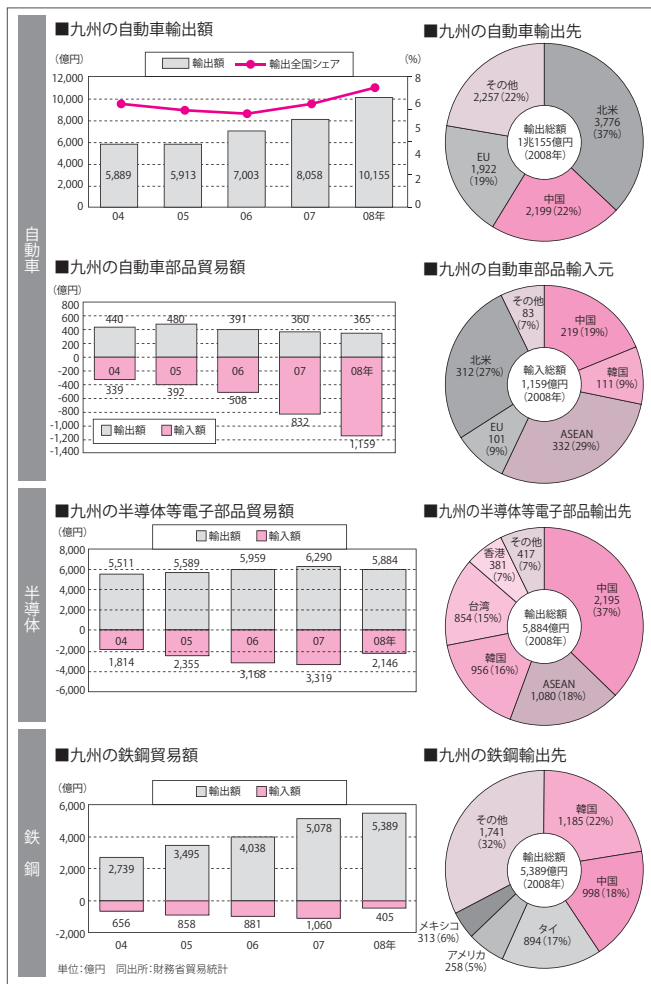 自動車
■九州の自動車輸出額
(億円)
輸出額 輸出全国シェア
(%)
12,000
10,000
8,000
6,000
4,000
2,000
0
8
6
5
4
2
0
5,889
5,913
7,003
8,058
10,155
04 05 06 07 08年
■九州の自動車輸出先
北米
3,776
(37%)
中国
2,199(22%)
EU
1,922
(19%)
その他
2,257(22%)
輸出総額
1兆155億円
(2008年)
■九州の自動車部品貿易額
(億円)
800
600
400
200
0
-200
-400
-600
-800
-1,000
-1,200
-1,400
440 480 391 360 365
04 05 06 07 08年
339 392 508 832 1,159
輸出額 輸入額
■九州の自動車部品輸入元
中国
219(19%)
韓国
111(9%)
ASEAN
332(29%)
EU
101
(9%)
北米
312(27%)
その他
83
(7%)
輸入総額
1,159億円
(2008年)
半導体
■九州の半導体等電子部品貿易額
(億円)
輸出額 輸入額
8,000
6,000
4,000
2,000
0
-2,000
-4,000
-6,000
5,511 5,589 5,959 6,290 5,884
04 05 06 07 08年
1,814 2,355 3,168 3,319 2,146
■九州の半導体等電子部品輸出先
中国
2,195
(37%)
ASEAN
1,080(18%)
韓国
956(16%)
台湾
854(15%)
香港
381
(7%)
その他
417
(7%)
輸出総額
5,884億円
(2008年)
鉄鋼
■九州の鉄鋼貿易額
(億円)
輸出額 輸入額
6,000
4,000
2,000
0
-2,000
2,739 3,495 4,038 5,078 5,389
656 858 881 1,060 405
04 05 06 07 08年
■九州の鉄鋼輸出先
韓国
1,185(22%)
中国
998(18%)
タイ
894(17%)
アメリカ
258(5%)
メキシコ
313(6%)
その他
1,741
(32%)
輸出総額
5,389億円
(2008年)
単位:億円 同出所:財務省貿易統計